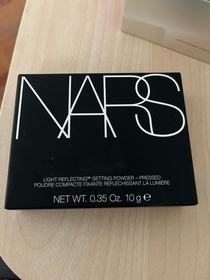 NARS
LIGHT REFLECTING™ SETTING POWDER – PRESSED
POUDRE COMPACTE FIXANTE RÉFLÉCHISSANT LA LUMIÈRE
NET WT. 0.35 Oz. 10 g ℮